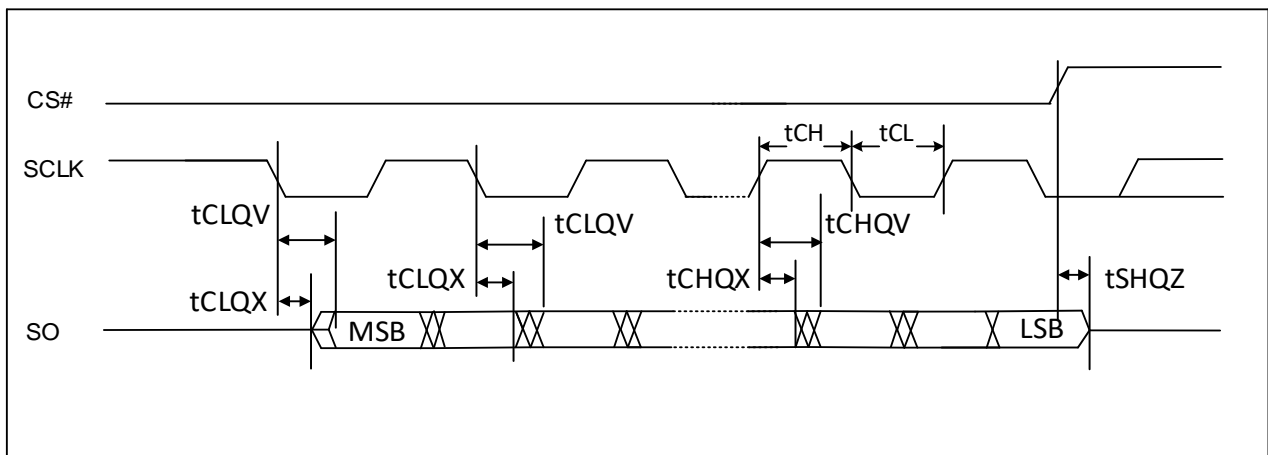 CS#
tCH
tCL
SCLK
tCLQV
tCLQV
tCHQV
tCLQX
tCLQX
tCHQX
tSHQZ
SO
MSB
LSB